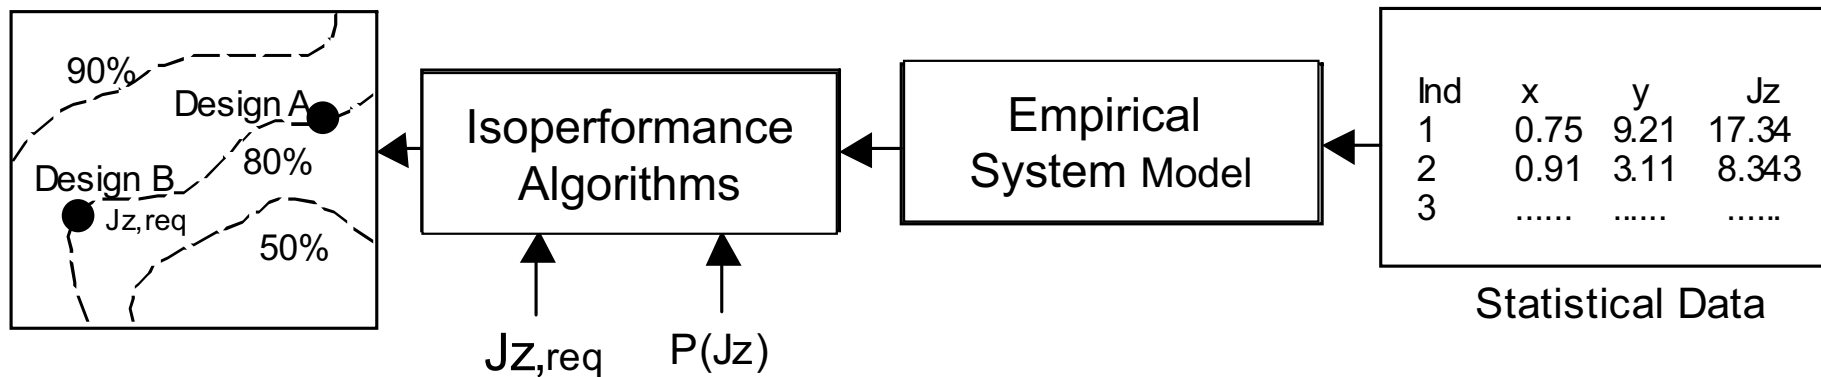 90%
Design A
80%
Design B
Jz,req
50%
Isoperformance
Algorithms
Jz,req
P(Jz)
Empirical
System Model
Ind x y Jz
1 0.75 9.21 17.34
2 0.91 3.11 8.343
3 ...... ...... ......
Statistical Data